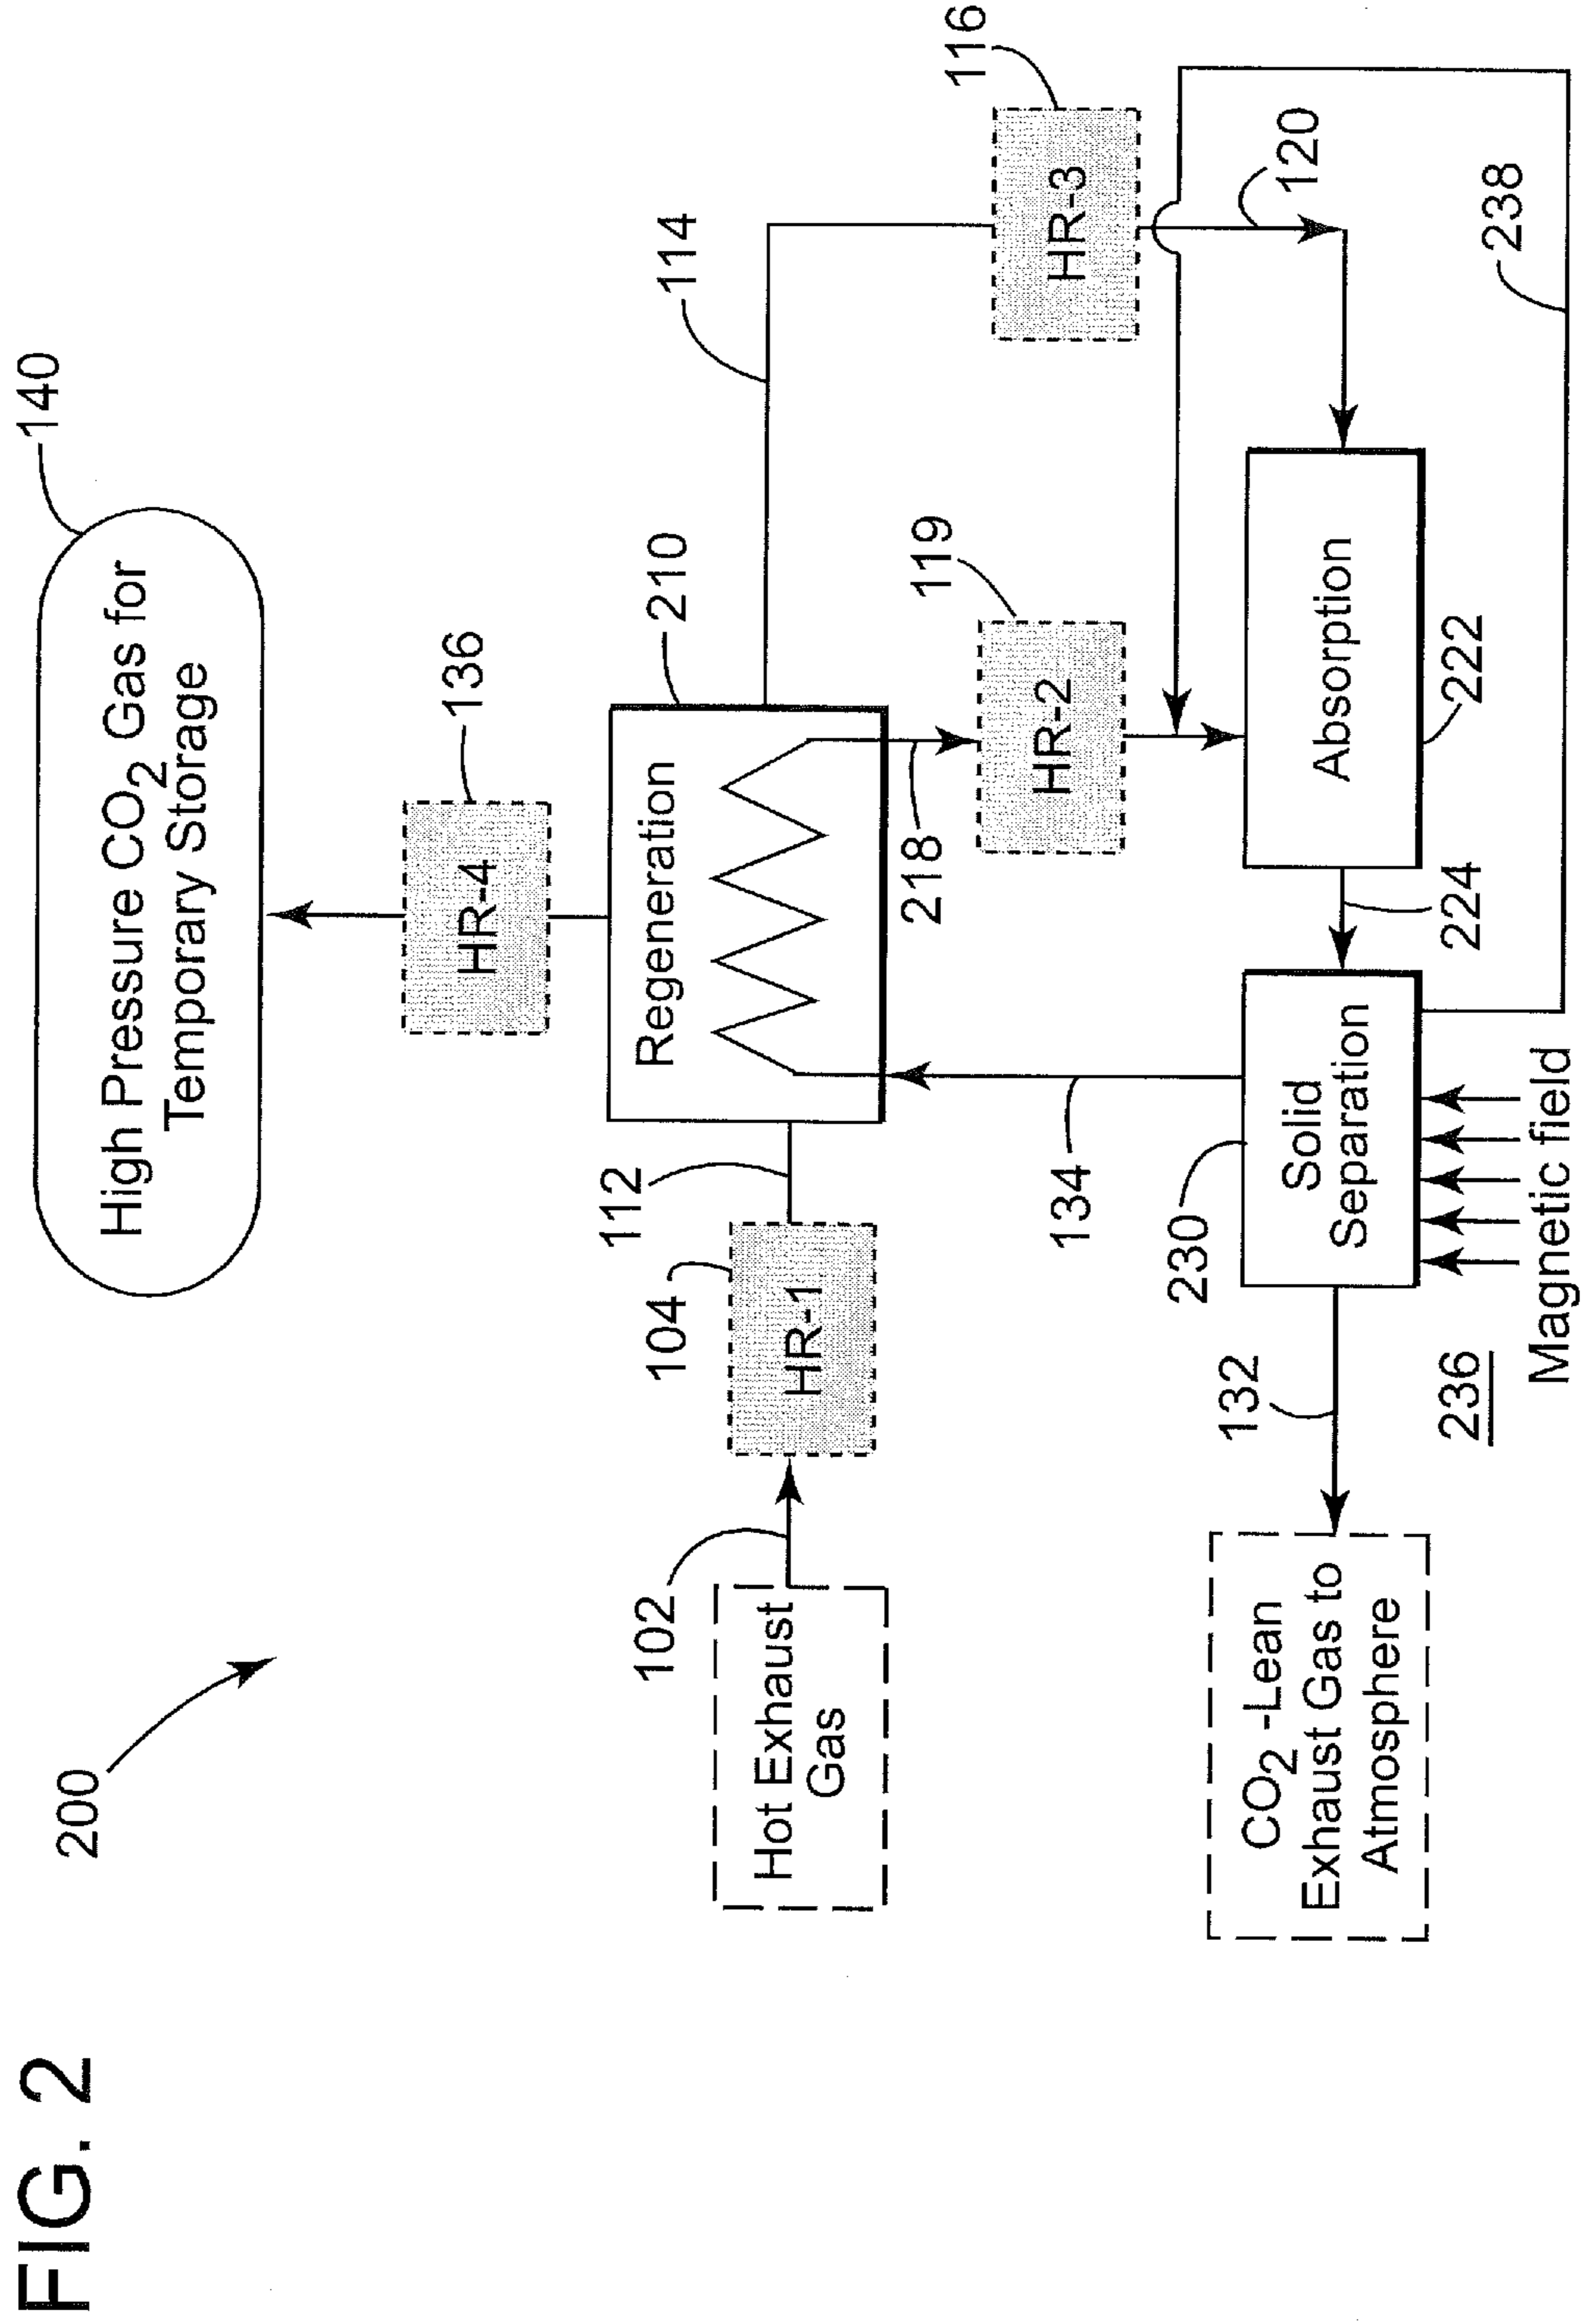 FIG. 2
200
140
High Pressure CO2 Gas for
Temporary Storage
136
HR-4
210
Regeneration
114
116
HR-3
102
Hot Exhaust
Gas
104
HR-1
112
218
119
HR-2
120
134
230
Solid
Separation
224
Absorption
222
238
132
CO2 -Lean
Exhaust Gas to
Atmosphere
236
Magnetic field